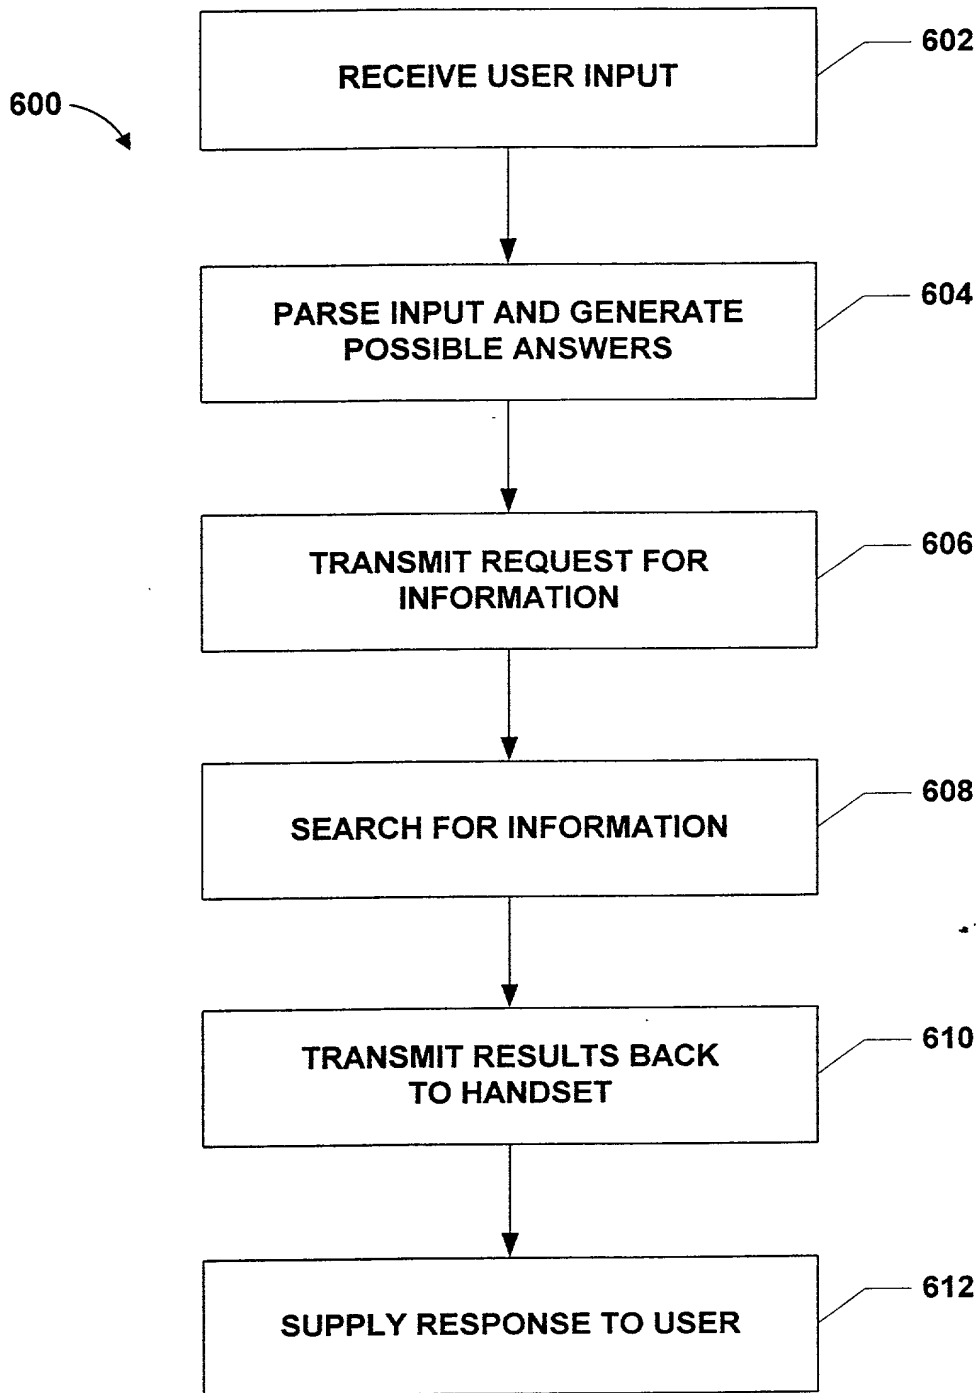 602
RECEIVE USER INPUT
600
604
PARSE INPUT AND GENERATE
POSSIBLE ANSWERS
606
TRANSMIT REQUEST FOR
INFORMATION
608
SEARCH FOR INFORMATION
610
TRANSMIT RESULTS BACK
TO HANDSET
612
SUPPLY RESPONSE TO USER